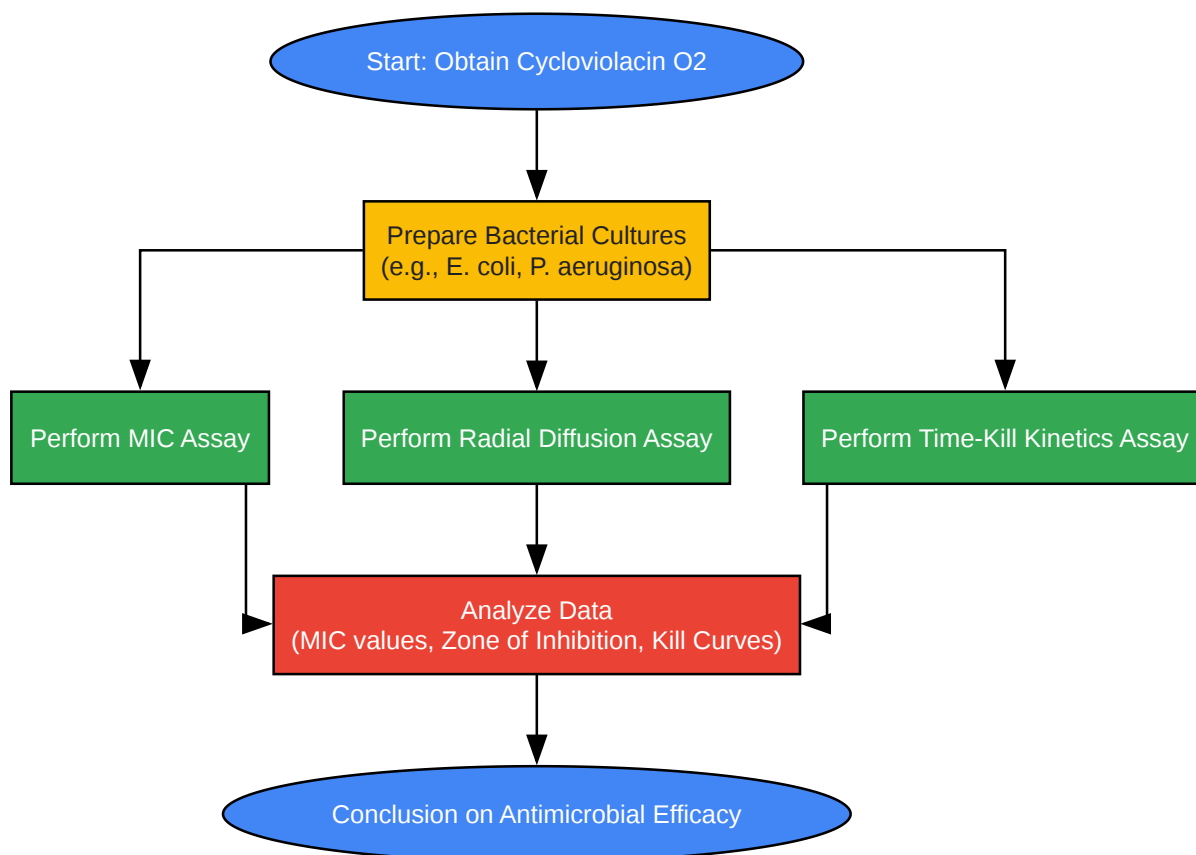 Start: Obtain Cycloviolacin O2
Prepare Bacterial Cultures
(e.g., E. coli, P. aeruginosa)
Perform MIC Assay
Perform Radial Diffusion Assay
Perform Time-Kill Kinetics Assay
Analyze Data
(MIC values, Zone of Inhibition, Kill Curves)
Conclusion on Antimicrobial Efficacy